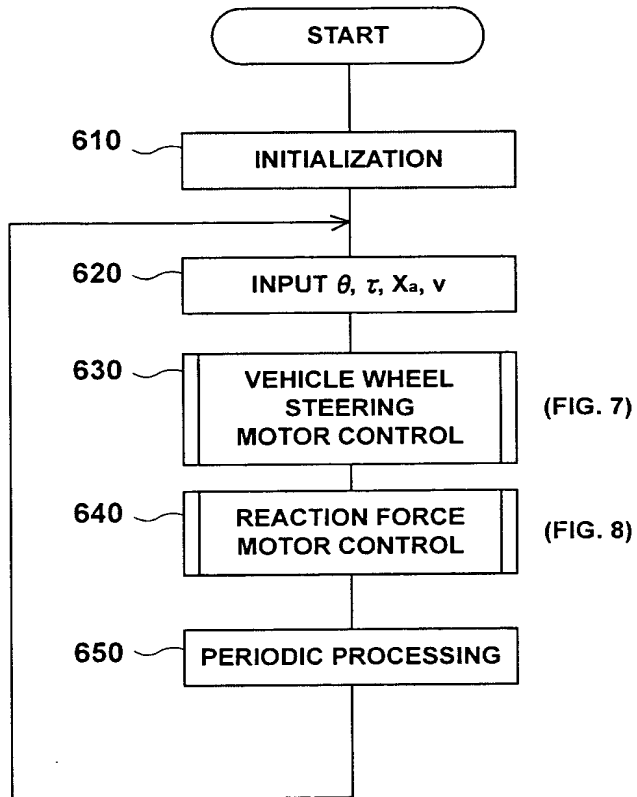 START
610
INITIALIZATION
620
INPUT θ, τ, Xa, v
630
VEHICLE WHEEL
STEERING
MOTOR CONTROL
(FIG. 7)
640
REACTION FORCE
MOTOR CONTROL
(FIG. 8)
650
PERIODIC PROCESSING